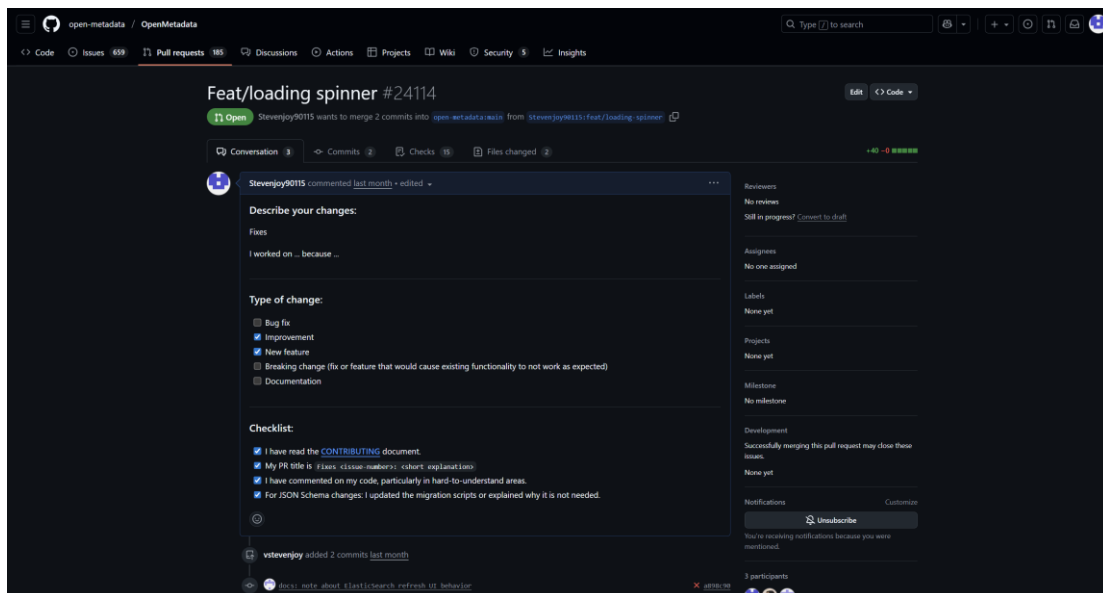 open-metadata / OpenMetadata
Type / to search
Code Issues 659 Pull requests 185 Discussions Actions Projects Wiki Security 5 Insights
Feat/loading spinner #24114
Edit Code
Open Stevenjoy90115 wants to merge 2 commits into open-metadata:main from Stevenjoy90115:feat/loading-spinner
Conversation 3 Commits 2 Checks 15 Files changed 2
+40 -0
Stevenjoy90115 commented last month • edited
Describe your changes:
Fixes
I worked on ... because ...
Type of change:
Bug fix
Improvement
New feature
Breaking change (fix or feature that would cause existing functionality to not work as expected)
Documentation
Checklist:
I have read the CONTRIBUTING document.
My PR title is Fixes <issue-number>: <short explanation>
I have commented on my code, particularly in hard-to-understand areas.
For JSON Schema changes: I updated the migration scripts or explained why it is not needed.
vstevenjoy added 2 commits last month
docs: note about ElasticSearch refresh UI behavior
a898c90
Reviewers
No reviews
Still in progress? Convert to draft
Assignees
No one assigned
Labels
None yet
Projects
None yet
Milestone
No milestone
Development
Successfully merging this pull request may close these
issues.
None yet
Notifications Customize
Unsubscribe
You're receiving notifications because you were
mentioned.
3 participants